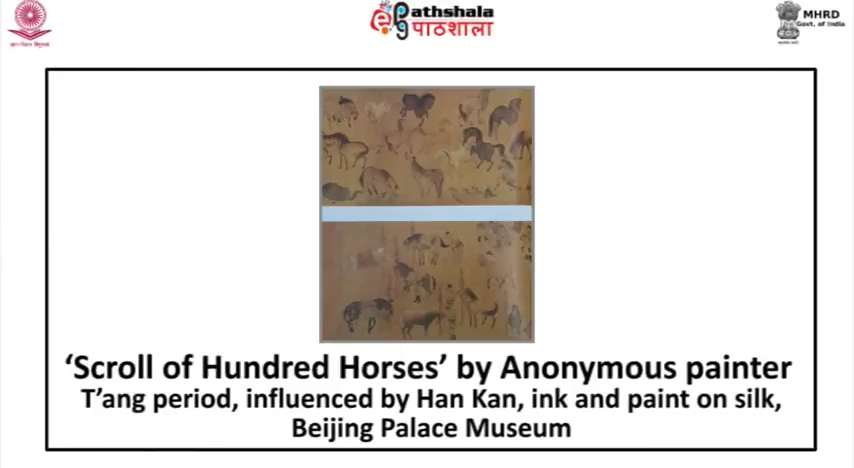 epgpathshala
पाठशाला
MHRD
Govt. of India
‘Scroll of Hundred Horses’ by Anonymous painter
T’ang period, influenced by Han Kan, ink and paint on silk,
Beijing Palace Museum